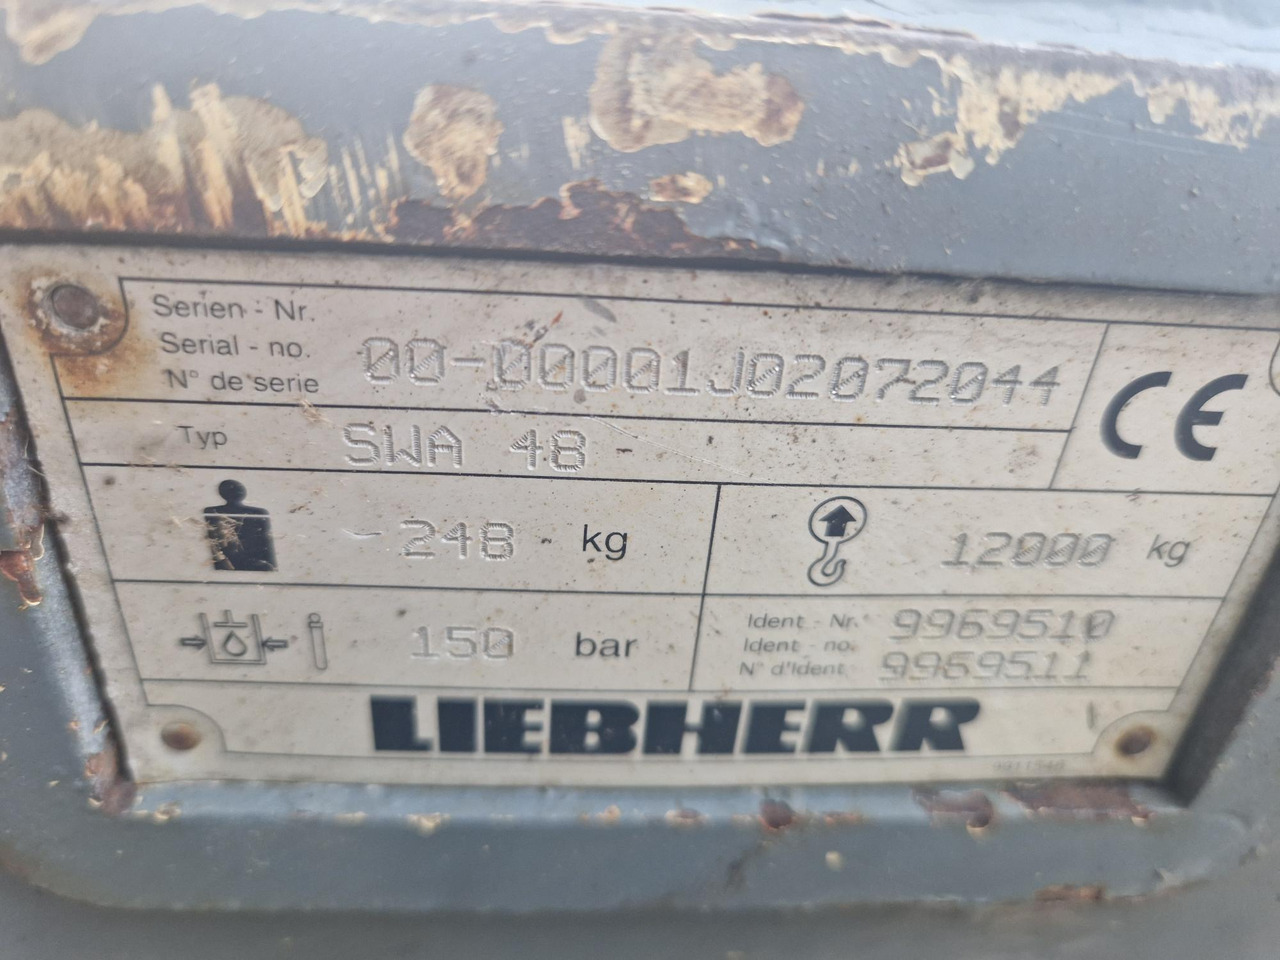 Serien - Nr.
Serial - no.
N° de serie
00-00001J02072044
CE
Typ
SWA 48
248 kg
12000 kg
150 bar
Ident - Nr.
9969510
Ident - no.
N° d'Ident
9969511
LIEBHERR